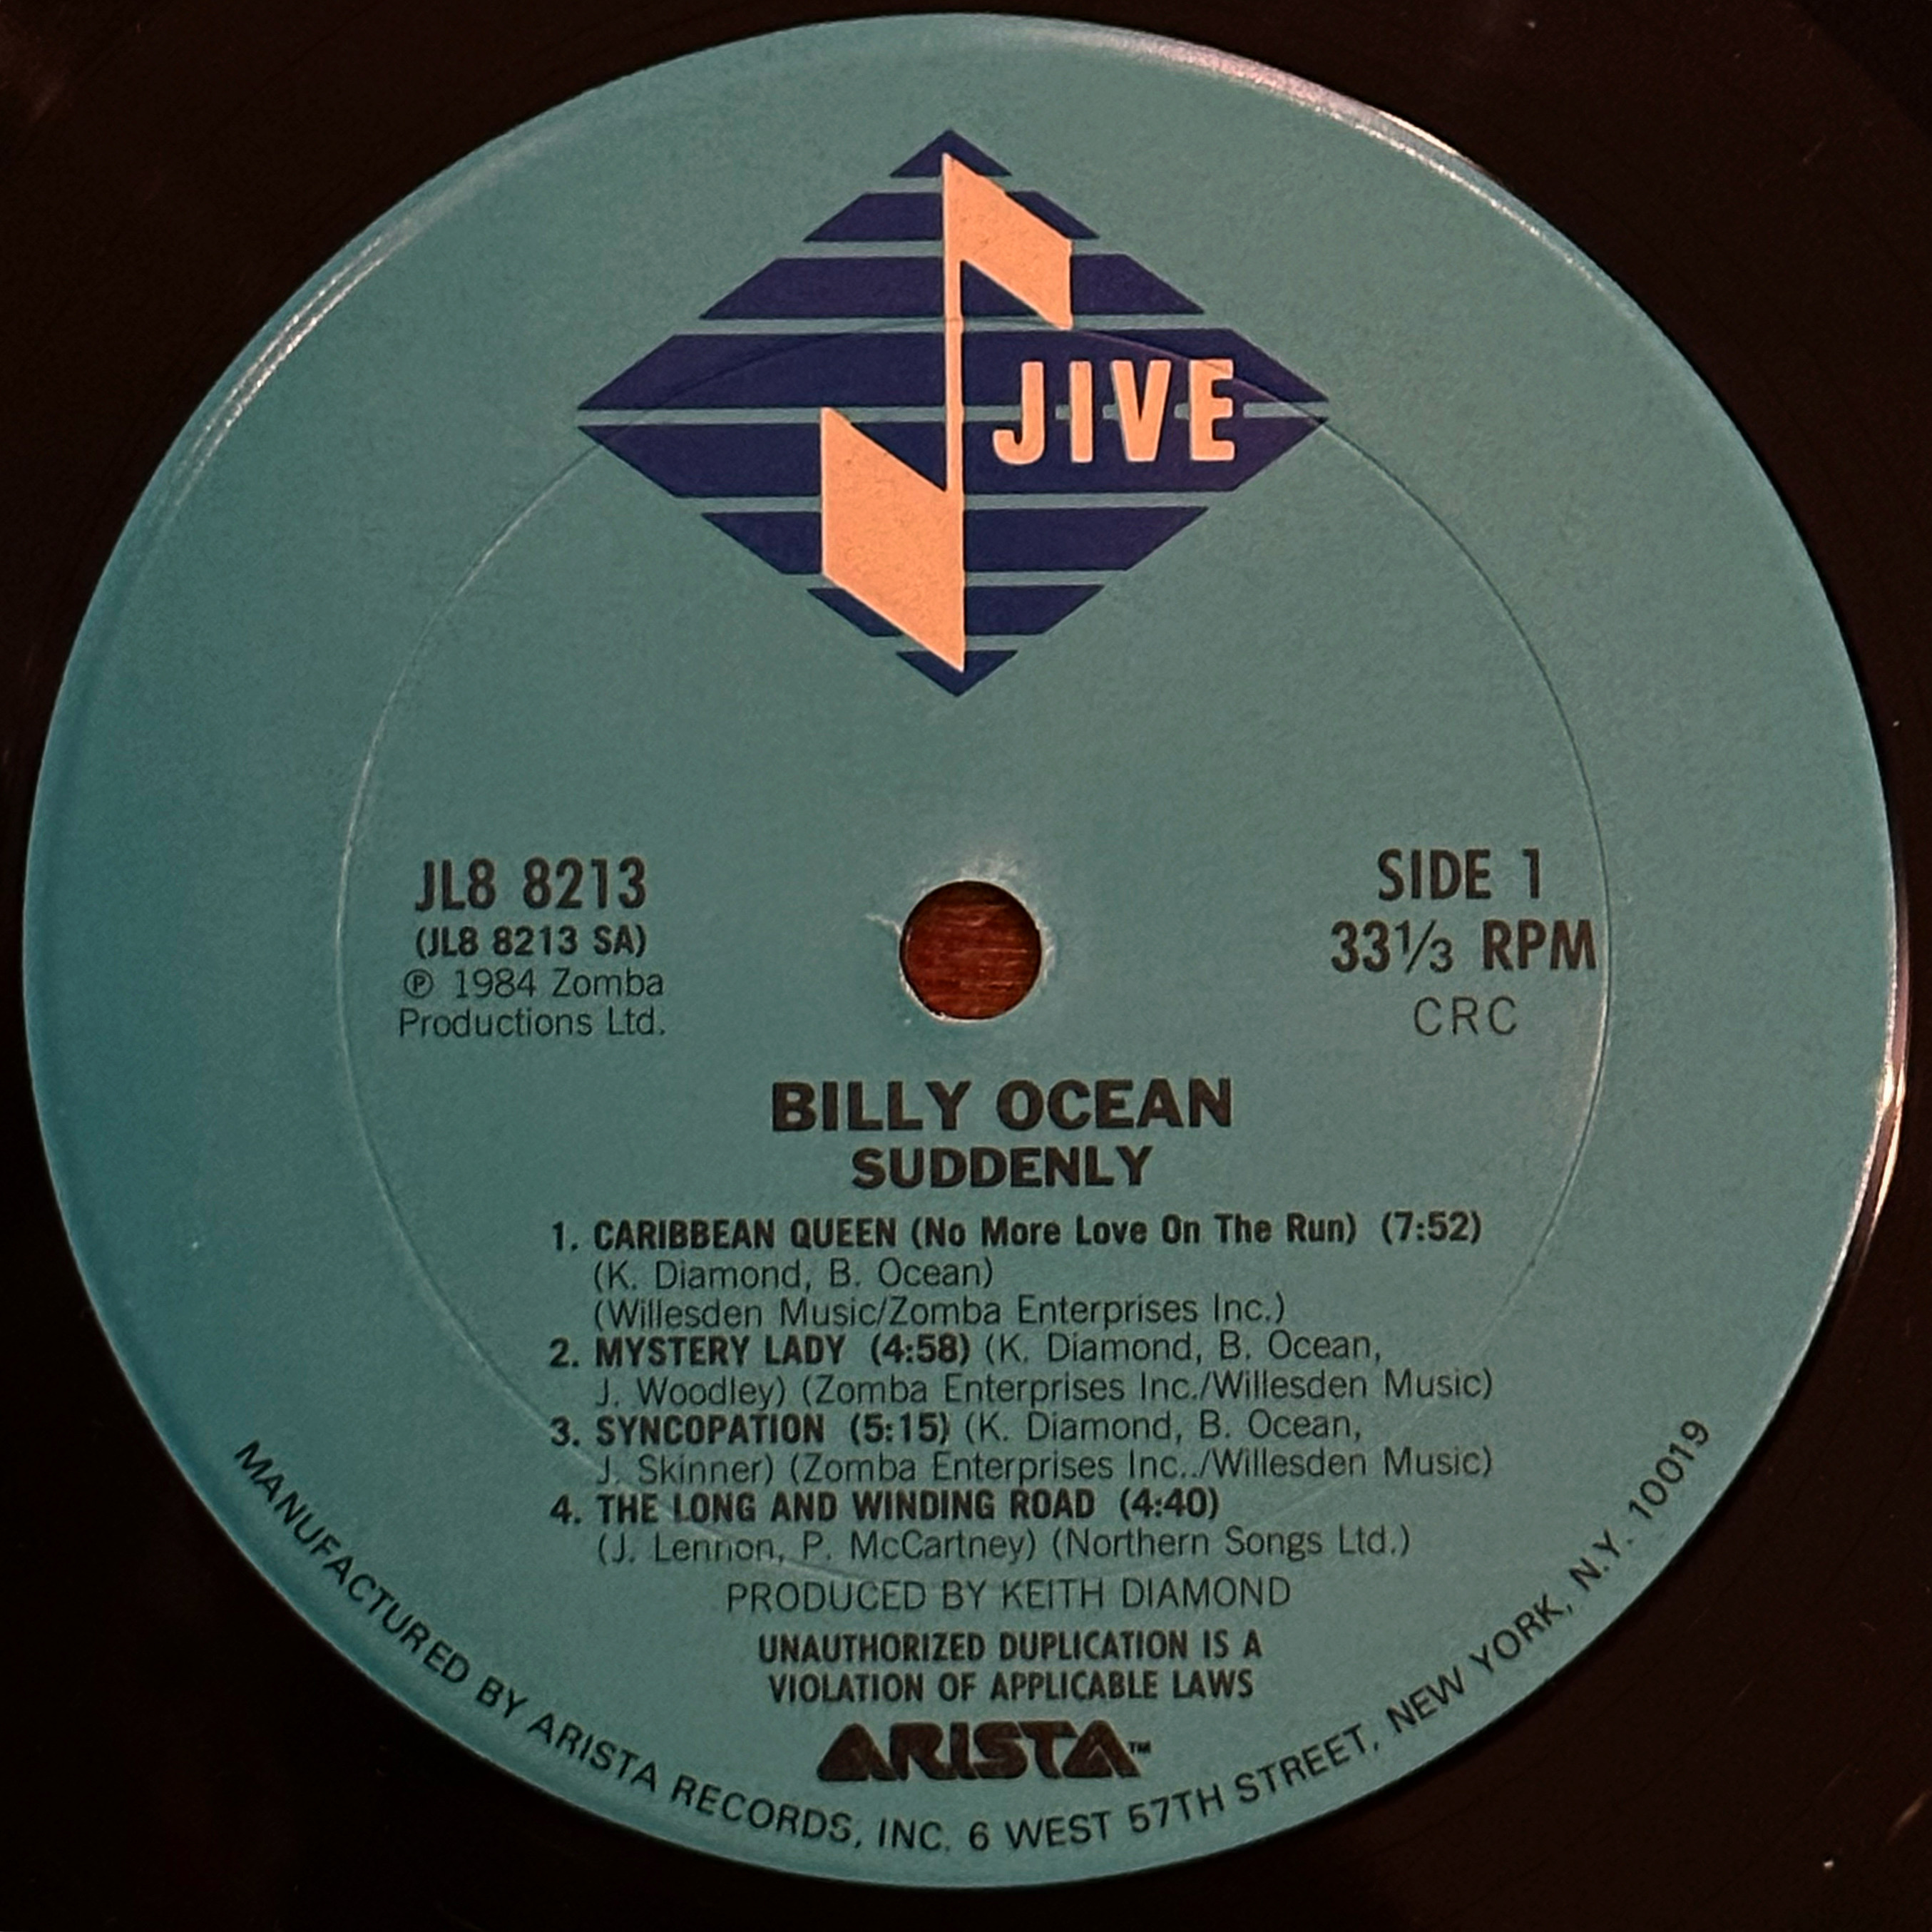 JIVE
JL8 8213
(JL8 8213 SA)
℗ 1984 Zomba
Productions Ltd.
SIDE 1
33⅓ RPM
CRC
BILLY OCEAN
SUDDENLY
1. CARIBBEAN QUEEN (No More Love On The Run) (7:52)
(K. Diamond, B. Ocean)
(Willesden Music/Zomba Enterprises Inc.)
2. MYSTERY LADY (4:58) (K. Diamond, B. Ocean,
J. Woodley) (Zomba Enterprises Inc./Willesden Music)
3. SYNCOPATION (5:15) (K. Diamond, B. Ocean,
J. Skinner) (Zomba Enterprises Inc../Willesden Music)
4. THE LONG AND WINDING ROAD (4:40)
(J. Lennon, P. McCartney) (Northern Songs Ltd.)
PRODUCED BY KEITH DIAMOND
UNAUTHORIZED DUPLICATION IS A
VIOLATION OF APPLICABLE LAWS
ARISTA™
MANUFACTURED BY ARISTA RECORDS, INC. 6 WEST 57TH STREET, NEW YORK, N.Y. 10019